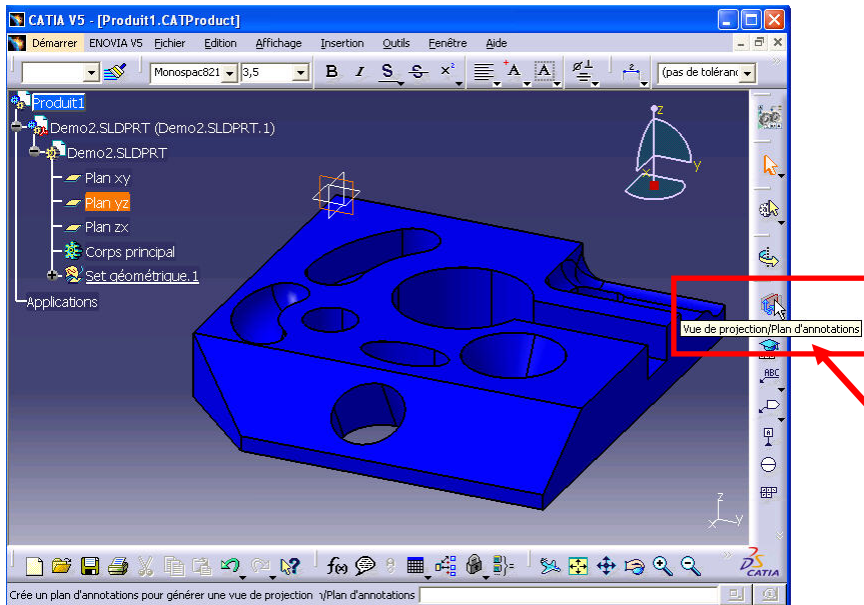 CATIA V5 - [Produit1.CATProduct]
Démarrer ENOVIA V5 Fichier Edition Affichage Insertion Outils Fenêtre Aide
Monospac821 3,5 B I S S x² A A (pas de toléranc
Produit1
Demo2.SLDPRT (Demo2.SLDPRT.1)
Demo2.SLDPRT
Plan xy
Plan yz
Plan zx
Corps principal
Set géométrique.1
Applications
z
y
x
Vue de projection/Plan d'annotations
ABC
A
z
x y
f(x)
CATIA
Crée un plan d'annotations pour générer une vue de projection ı/Plan d'annotations